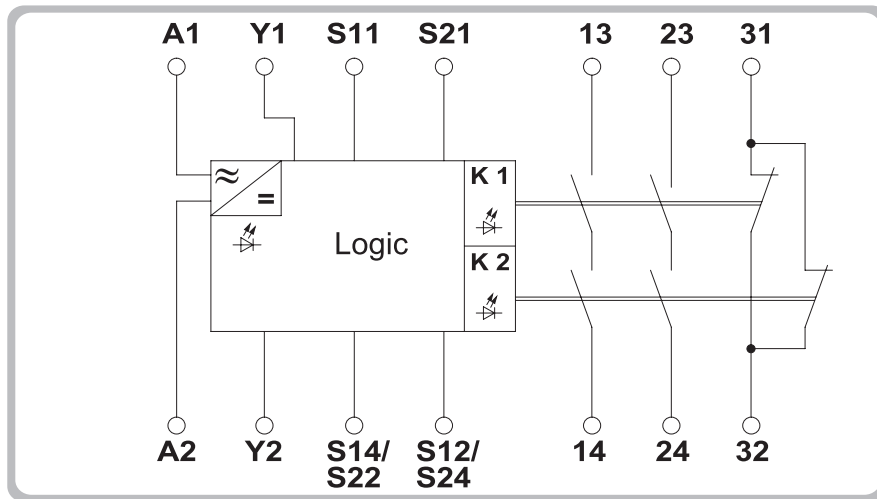 A1 Y1 S11 S21 13 23 31
≈
=
K 1
Logic
K 2
A2 Y2 S14/ S12/ 14 24 32
S22 S24